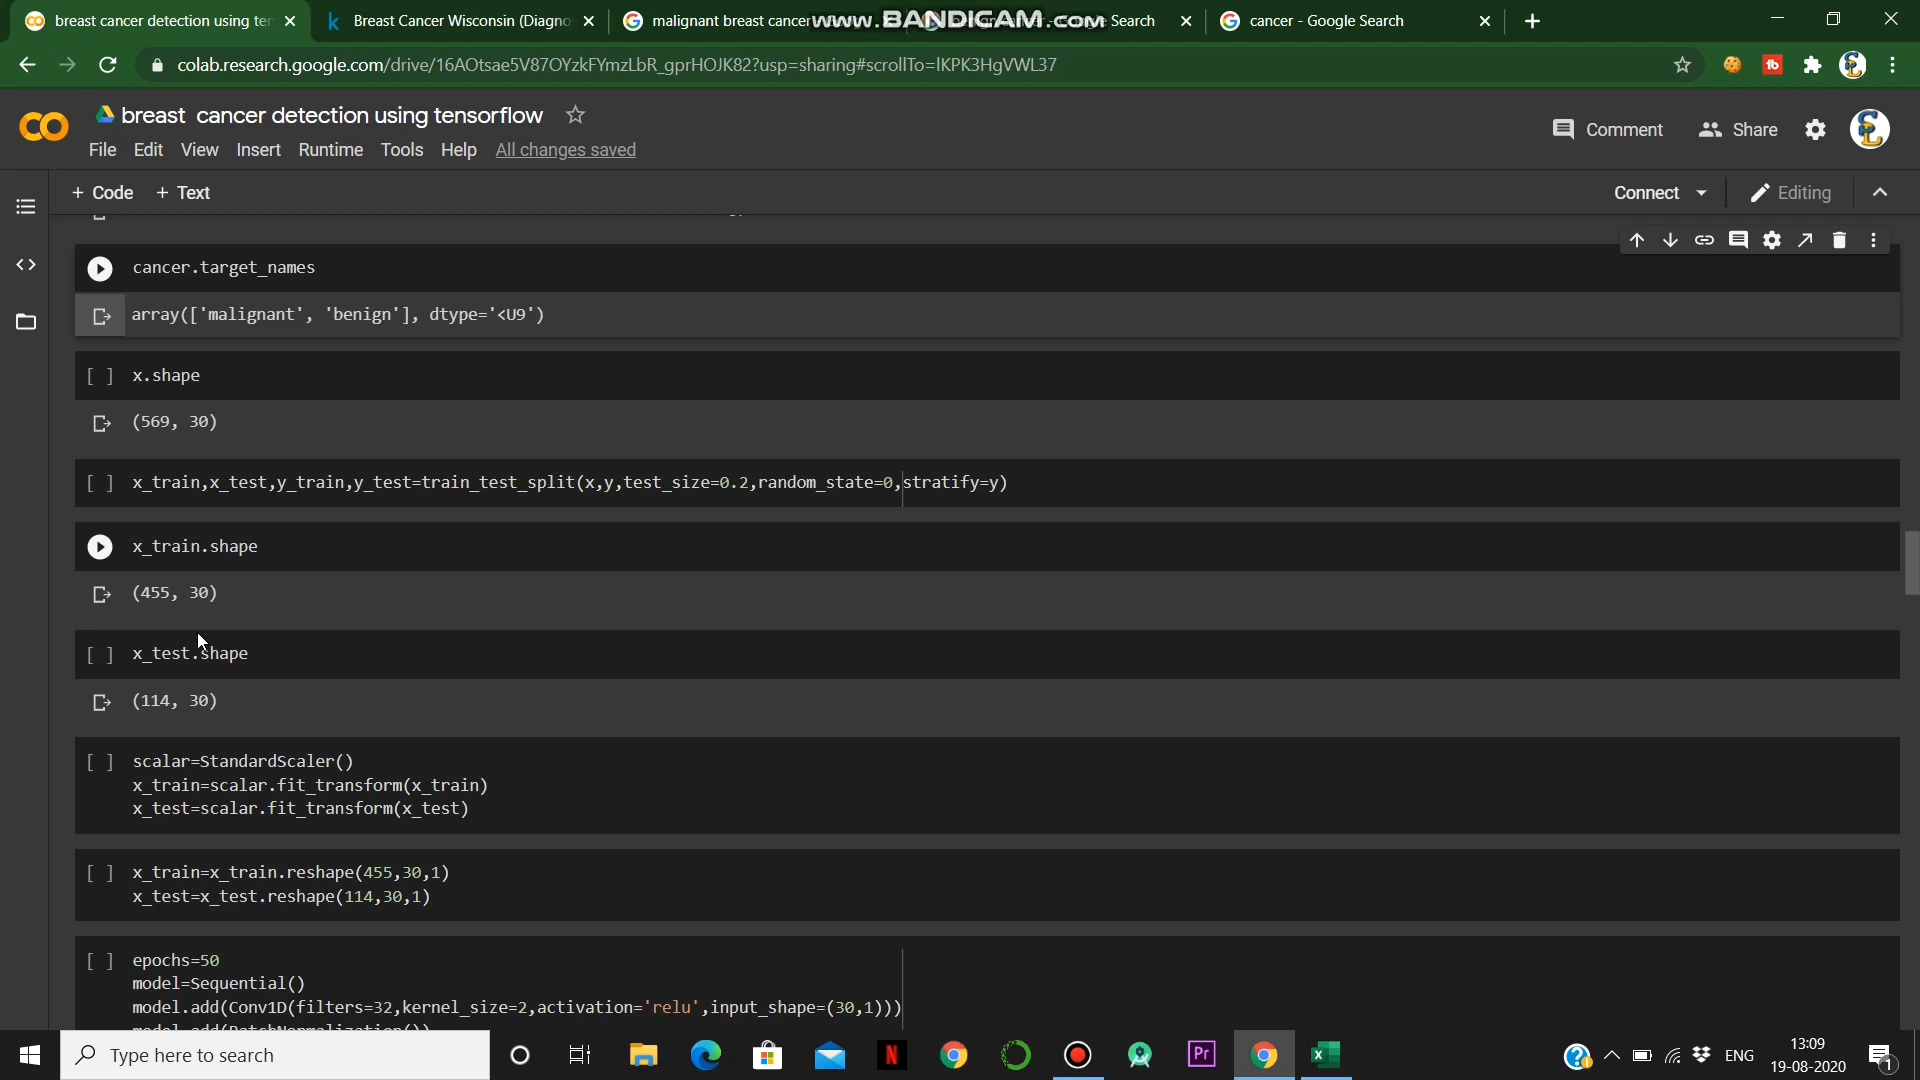 breast cancer detection using ter
Breast Cancer Wisconsin (Diagno
malignant breast cancer
Search
cancer - Google Search
www.BANDICAM.com
colab.research.google.com/drive/16AOtsae5V87OYzkFYmzLbR_gprHOJK82?usp=sharing#scrollTo=IKPK3HgVWL37
breast cancer detection using tensorflow
Comment
Share
File Edit View Insert Runtime Tools Help All changes saved
+ Code + Text
Connect
Editing
cancer.target_names
array(['malignant', 'benign'], dtype='<U9')
[ ] x.shape
(569, 30)
[ ] x_train,x_test,y_train,y_test=train_test_split(x,y,test_size=0.2,random_state=0,stratify=y)
x_train.shape
(455, 30)
[ ] x_test.shape
(114, 30)
[ ] scalar=StandardScaler()
x_train=scalar.fit_transform(x_train)
x_test=scalar.fit_transform(x_test)
[ ] x_train=x_train.reshape(455,30,1)
x_test=x_test.reshape(114,30,1)
[ ] epochs=50
model=Sequential()
model.add(Conv1D(filters=32,kernel_size=2,activation='relu',input_shape=(30,1)))
model.add(BatchNormalization())
Type here to search
ENG
13:09
19-08-2020
1